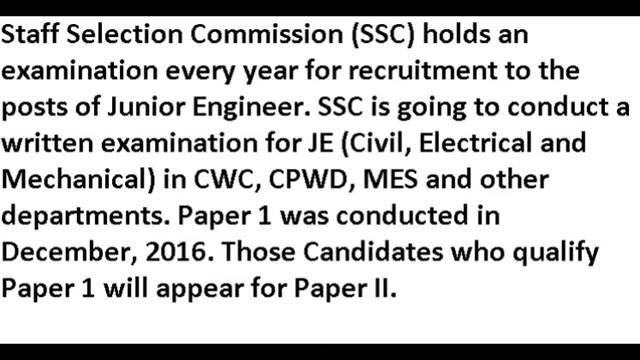 Staff Selection Commission (SSC) holds an
examination every year for recruitment to the
posts of Junior Engineer. SSC is going to conduct a
written examination for JE (Civil, Electrical and
Mechanical) in CWC, CPWD, MES and other
departments. Paper 1 was conducted in
December, 2016. Those Candidates who qualify
Paper 1 will appear for Paper II.